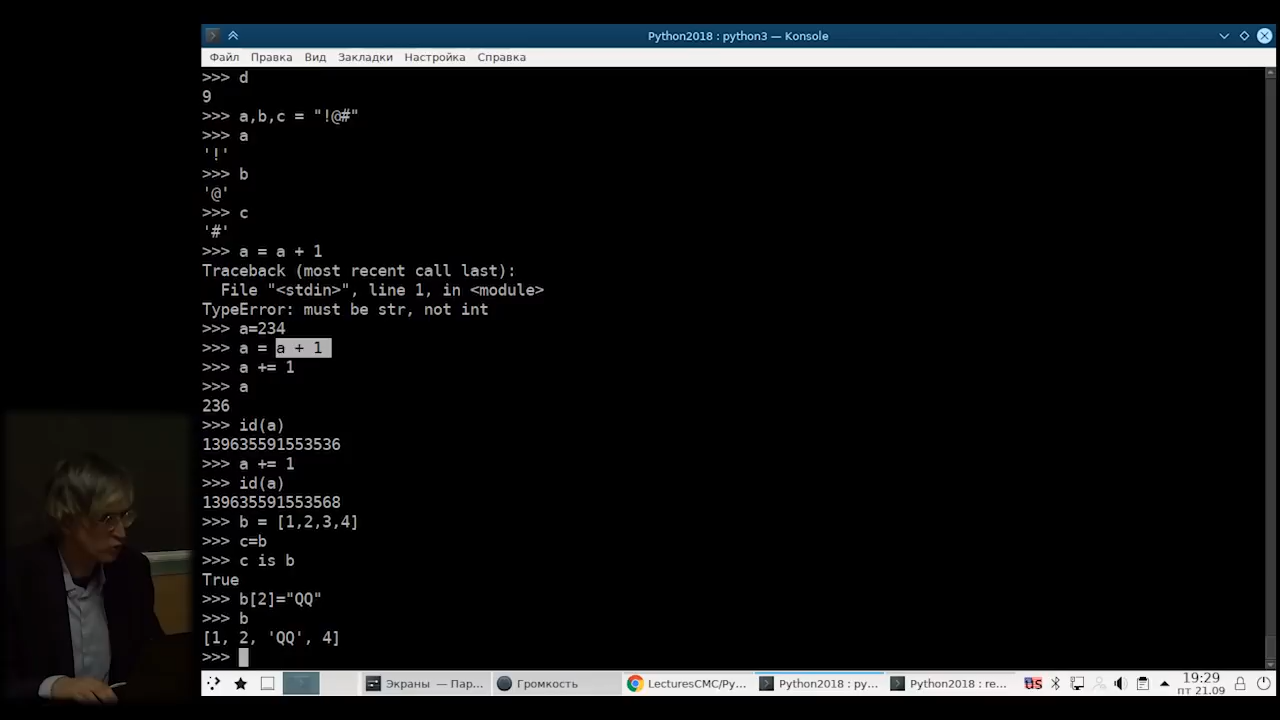 Python2018 : python3 — Konsole
Файл Правка Вид Закладки Настройка Справка
>>> d
9
>>> a,b,c = "!@#"
>>> a
'!'
>>> b
'@'
>>> c
'#'
>>> a = a + 1
Traceback (most recent call last):
  File "<stdin>", line 1, in <module>
TypeError: must be str, not int
>>> a=234
>>> a = a + 1
>>> a += 1
>>> a
236
>>> id(a)
139635591553536
>>> a += 1
>>> id(a)
139635591553568
>>> b = [1,2,3,4]
>>> c=b
>>> c is b
True
>>> b[2]="QQ"
>>> b
[1, 2, 'QQ', 4]
>>>
Экраны — Пар... Громкость LecturesCMC/Py... Python2018 : py... Python2018 : re... us 19:29
пт 21.09